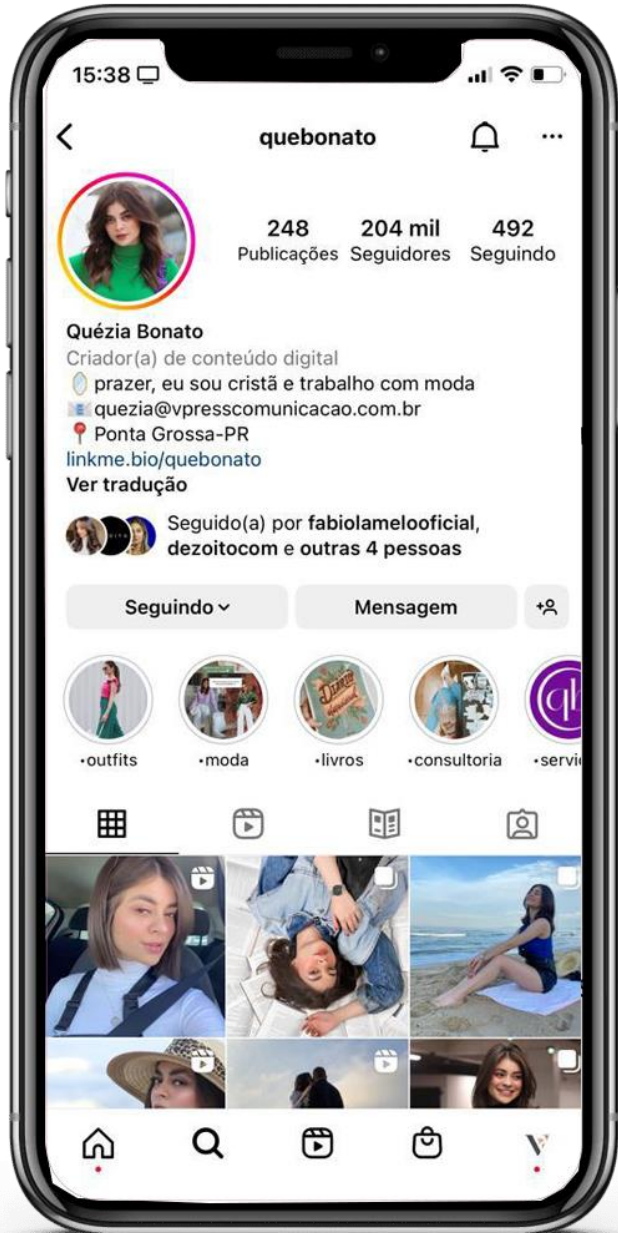 15:38
quebonato
248 204 mil 492
Publicações Seguidores Seguindo
Quézia Bonato
Criador(a) de conteúdo digital
prazer, eu sou cristã e trabalho com moda
quezia@vpresscomunicacao.com.br
Ponta Grossa-PR
linkme.bio/quebonato
Ver tradução
Seguido(a) por fabiolamelooficial,
dezoitocom e outras 4 pessoas
Seguindo Mensagem
•outfits •moda •livros •consultoria •servi